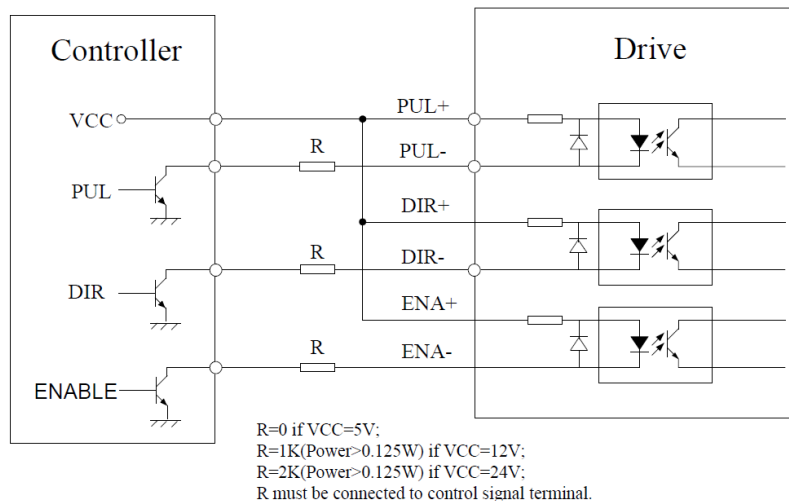 Controller
Drive
VCC
PUL+
R
PUL-
PUL
DIR+
R
DIR-
DIR
ENA+
R
ENA-
ENABLE
R=0 if VCC=5V;
R=1K(Power>0.125W) if VCC=12V;
R=2K(Power>0.125W) if VCC=24V;
R must be connected to control signal terminal.